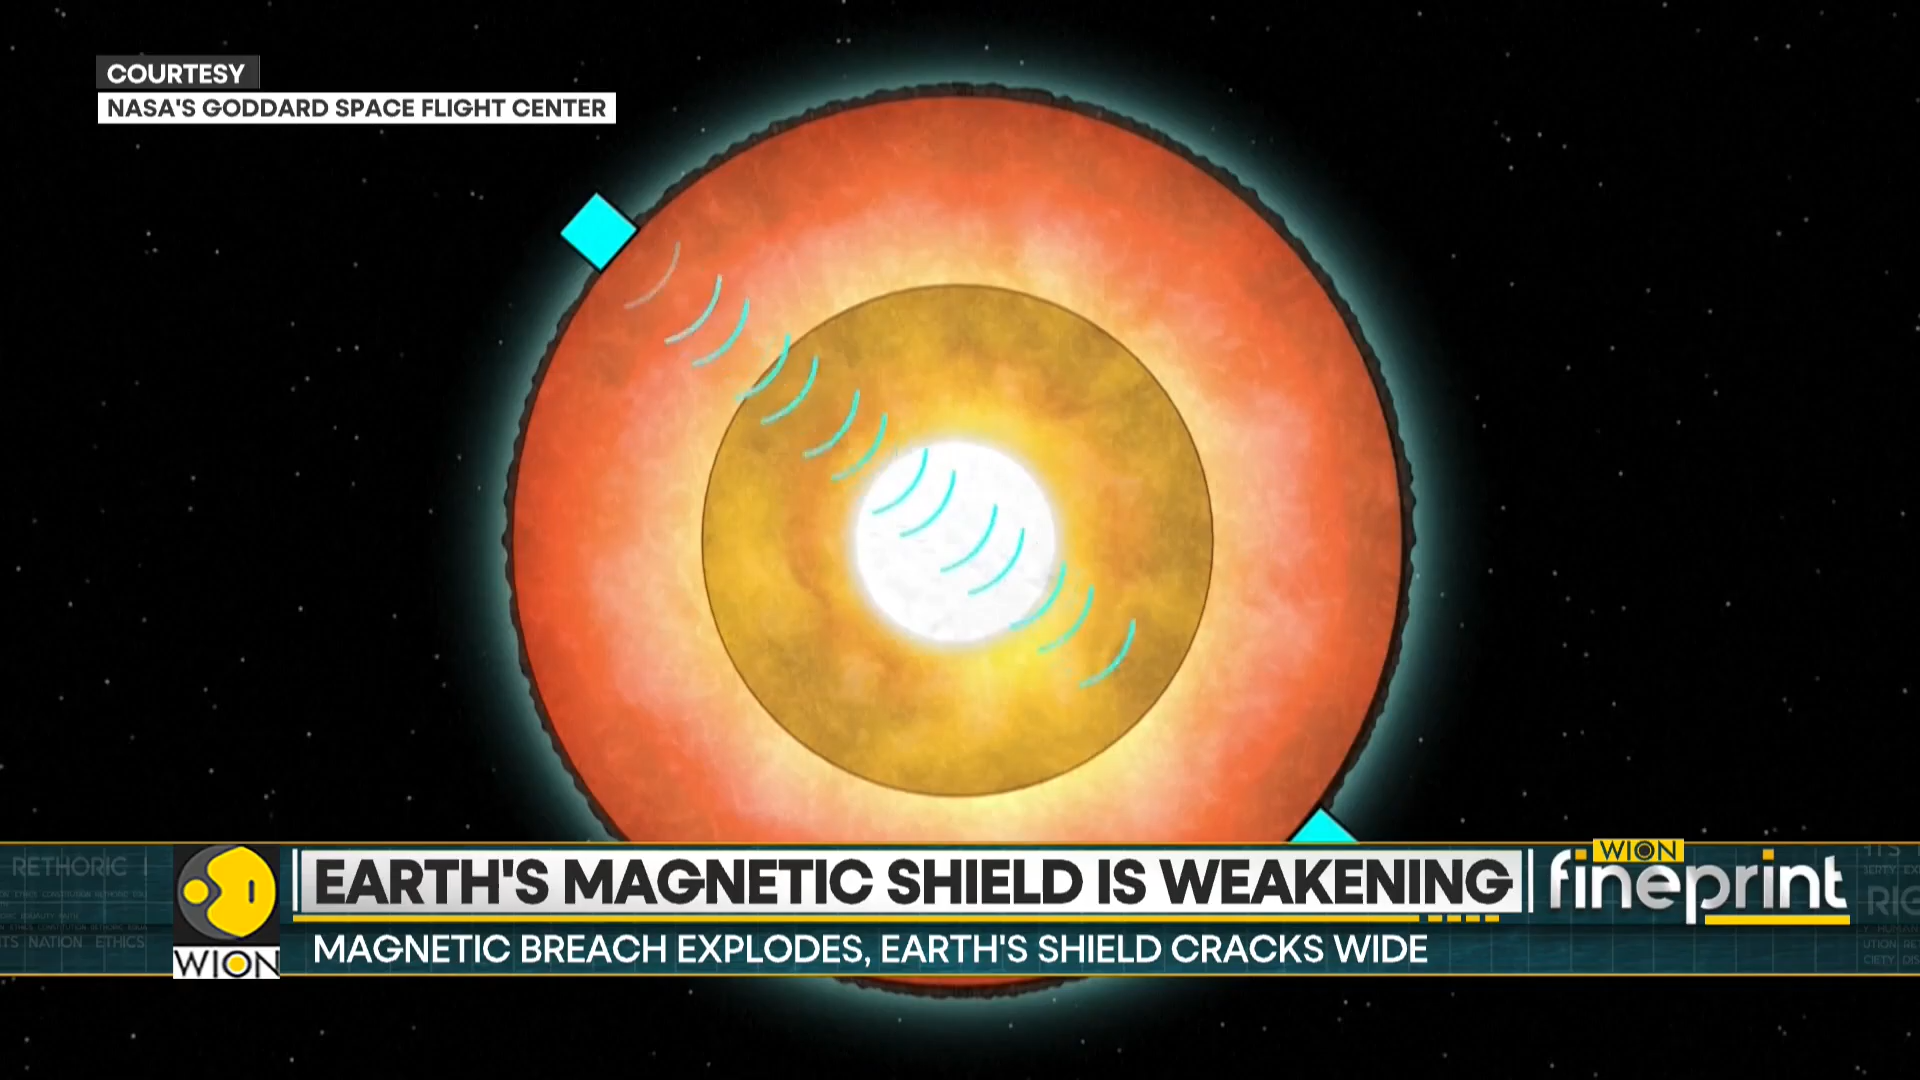 COURTESY
NASA'S GODDARD SPACE FLIGHT CENTER
RETHORIC
EARTH'S MAGNETIC SHIELD IS WEAKENING
WION
fineprint
MAGNETIC BREACH EXPLODES, EARTH'S SHIELD CRACKS WIDE
WION
NATION ETHICS